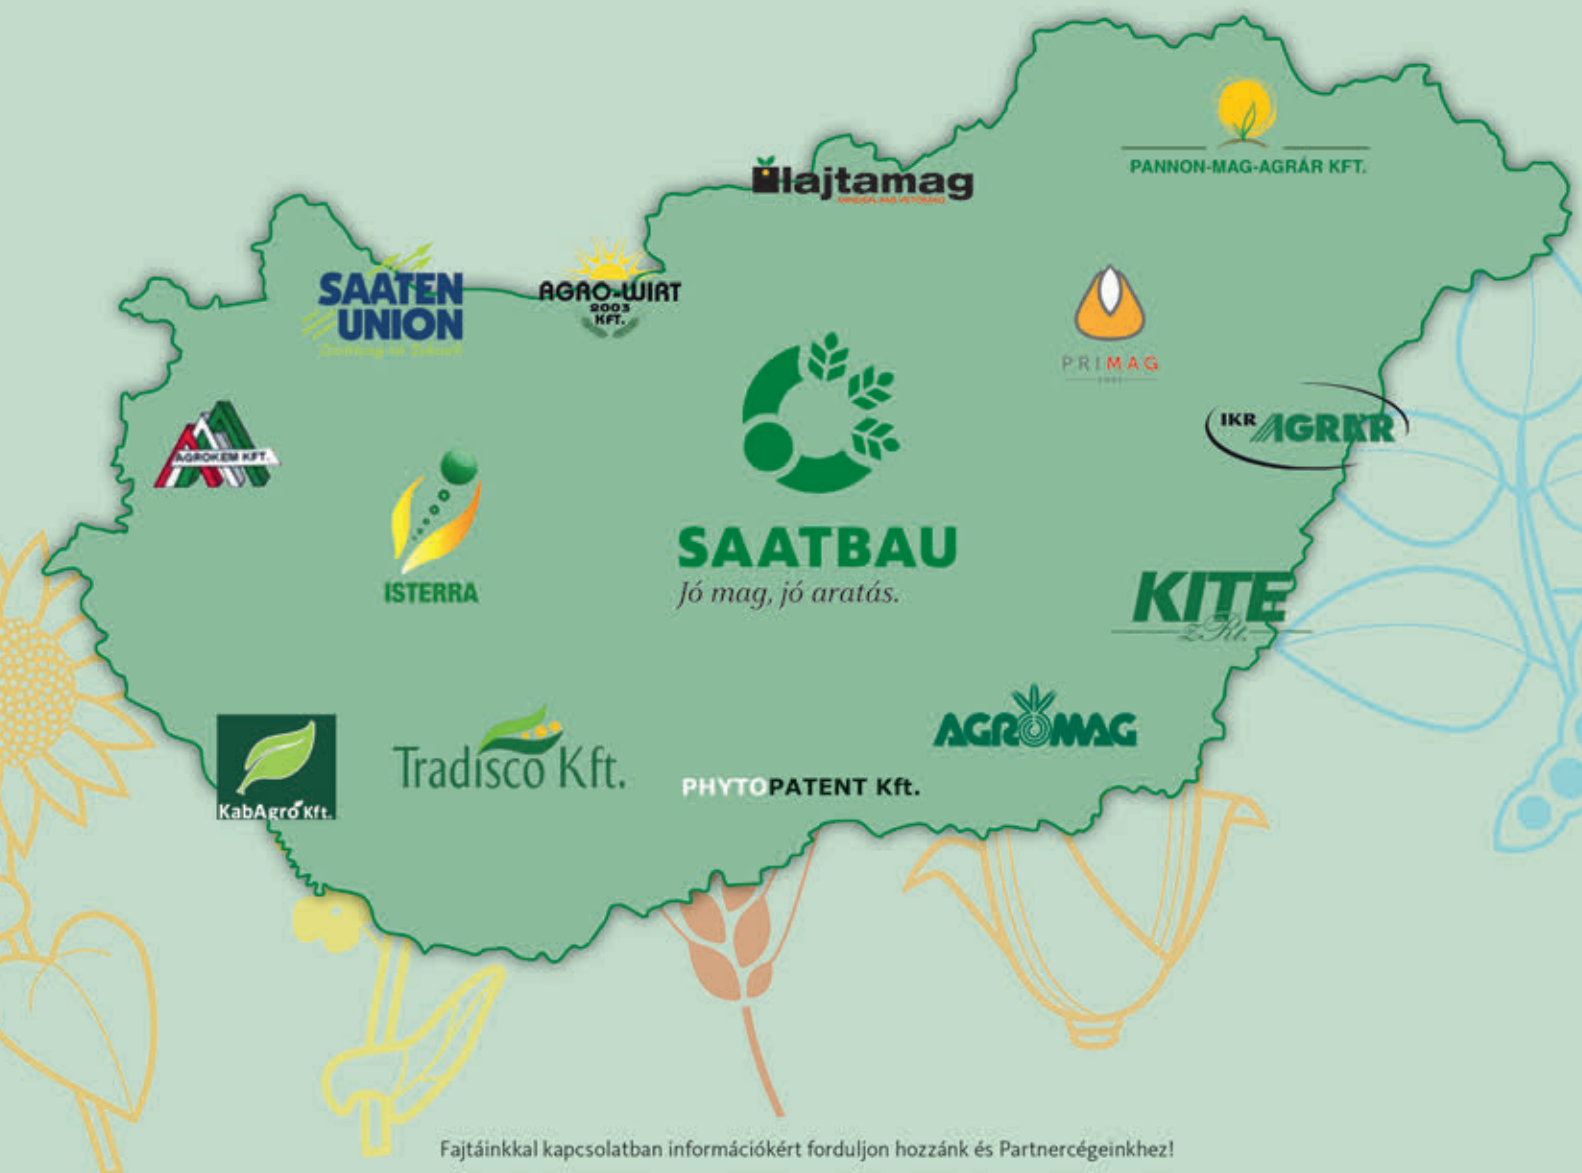 PANNON-MAG-AGRÁR KFT.
lajtamag
SAATEN
UNION
AGRO-WIRT
2003
KFT.
PRIMAG
IKR AGRÁR
AGROKEM KFT.
ISTERRA
SAATBAU
Jó mag, jó aratás.
KITE
zRt.
AGROMAG
KabAgro Kft.
Tradisco Kft.
PHYTOPATENT Kft.
Fajtáinkkal kapcsolatban információkért forduljon hozzánk és Partnercégeinkhez!